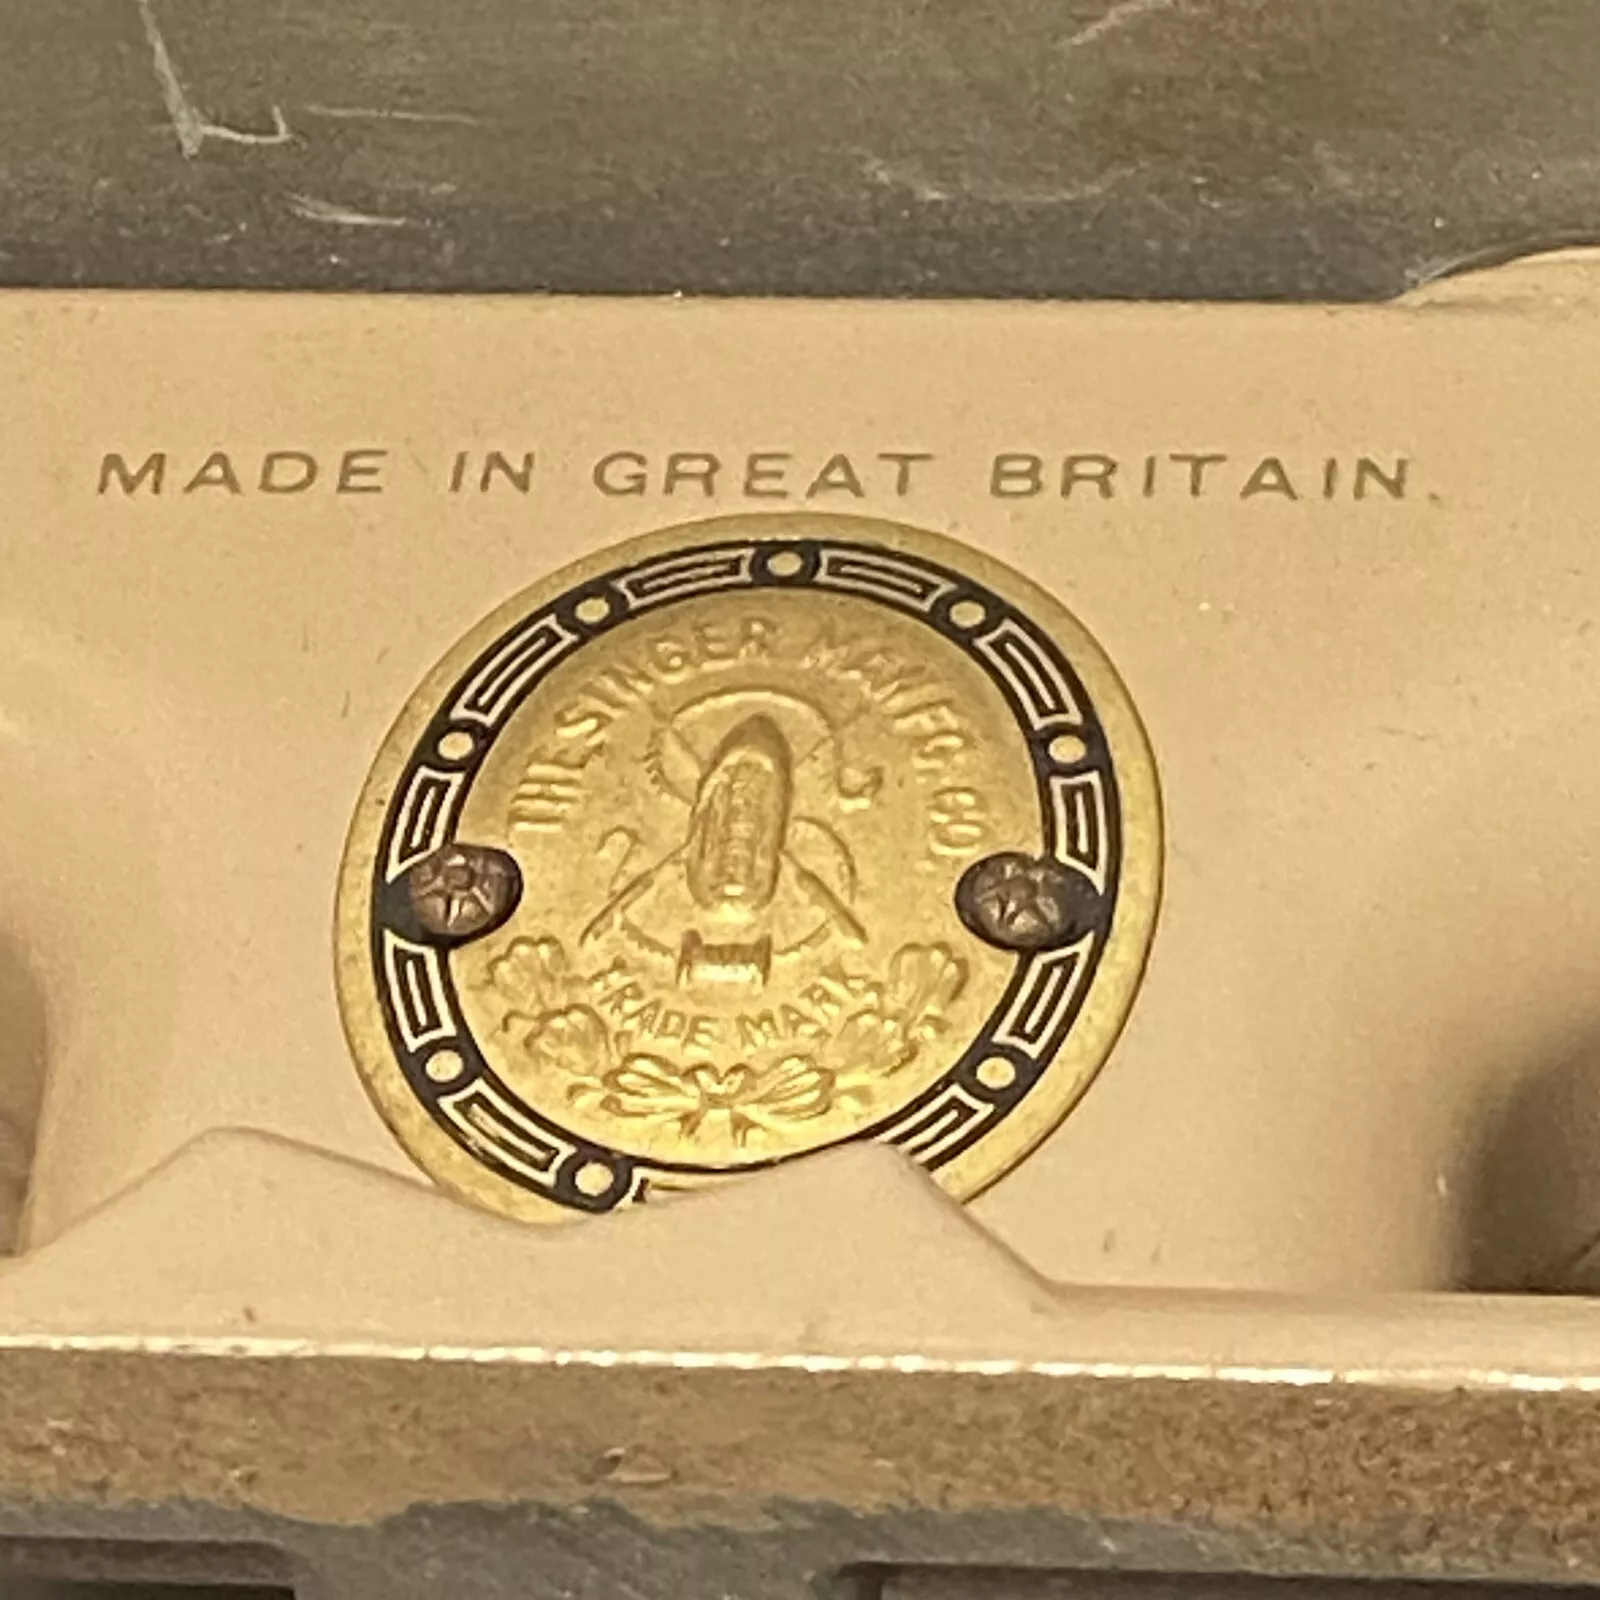 MADE IN GREAT BRITAIN.
THE SINGER MANFG. CO.
TRADE MARK